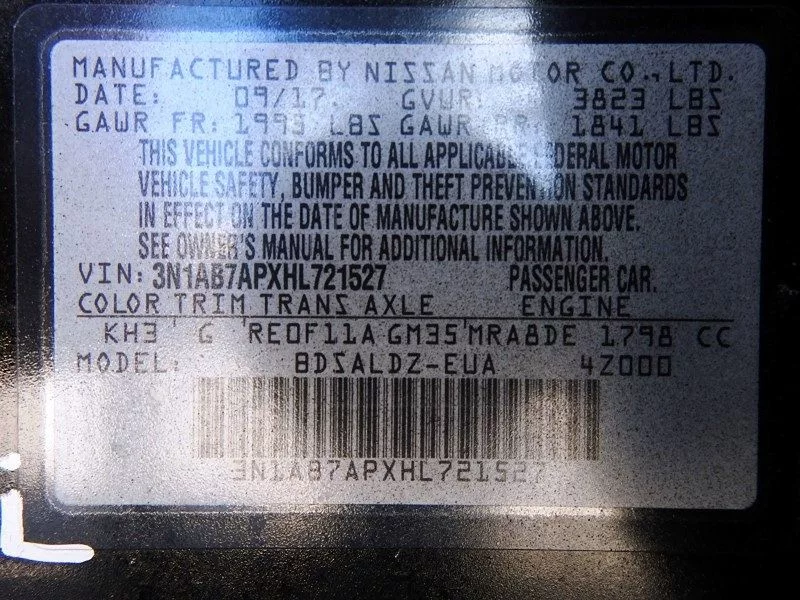 MANUFACTURED BY NISSAN MOTOR CO., LTD.
DATE: 09/17. GVWR: 3823 LBS
GAWR FR: 1995 LBS GAWR RR: 1841 LBS
THIS VEHICLE CONFORMS TO ALL APPLICABLE FEDERAL MOTOR
VEHICLE SAFETY, BUMPER AND THEFT PREVENTION STANDARDS
IN EFFECT ON THE DATE OF MANUFACTURE SHOWN ABOVE.
SEE OWNER'S MANUAL FOR ADDITIONAL INFORMATION.
VIN: 3N1AB7APXHL721527 PASSENGER CAR.
COLOR TRIM TRANS AXLE ENGINE
KH3 G RE0F11A GM35 MRA8DE 1798 CC
MODEL: BDSALDZ-EUA 4Z000
3N1AB7APXHL721527